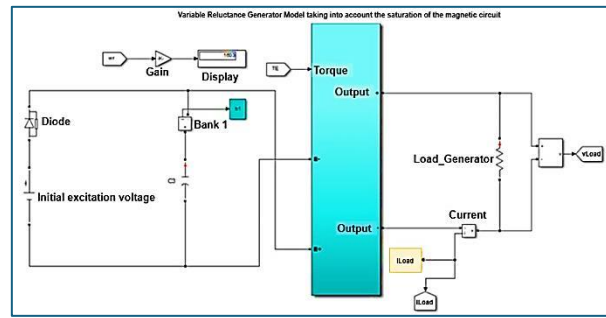 Variable Reluctance Generator Model taking into account the saturation of the magnetic circuit
Gain
Display
TE
Torque
Output
Diode
Bank 1
Load_Generator
vLoad
Initial excitation voltage
Current
Output
ILoad
ILoad